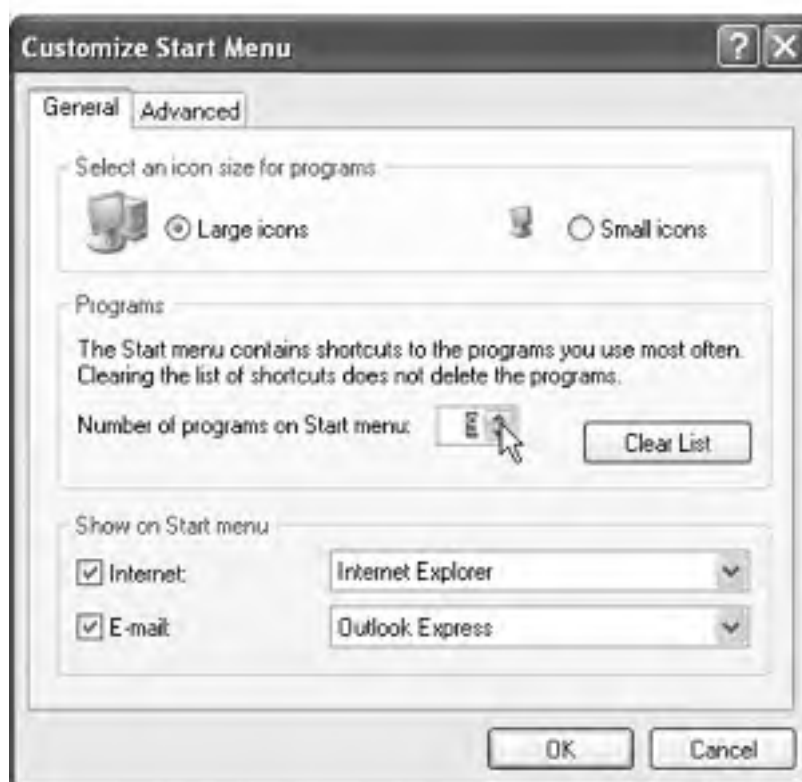 Customize Start Menu
General Advanced
Select an icon size for programs
Large icons Small icons
Programs
The Start menu contains shortcuts to the programs you use most often.
Clearing the list of shortcuts does not delete the programs.
Number of programs on Start menu:
Clear List
Show on Start menu
Internet: Internet Explorer
E-mail: Outlook Express
OK Cancel